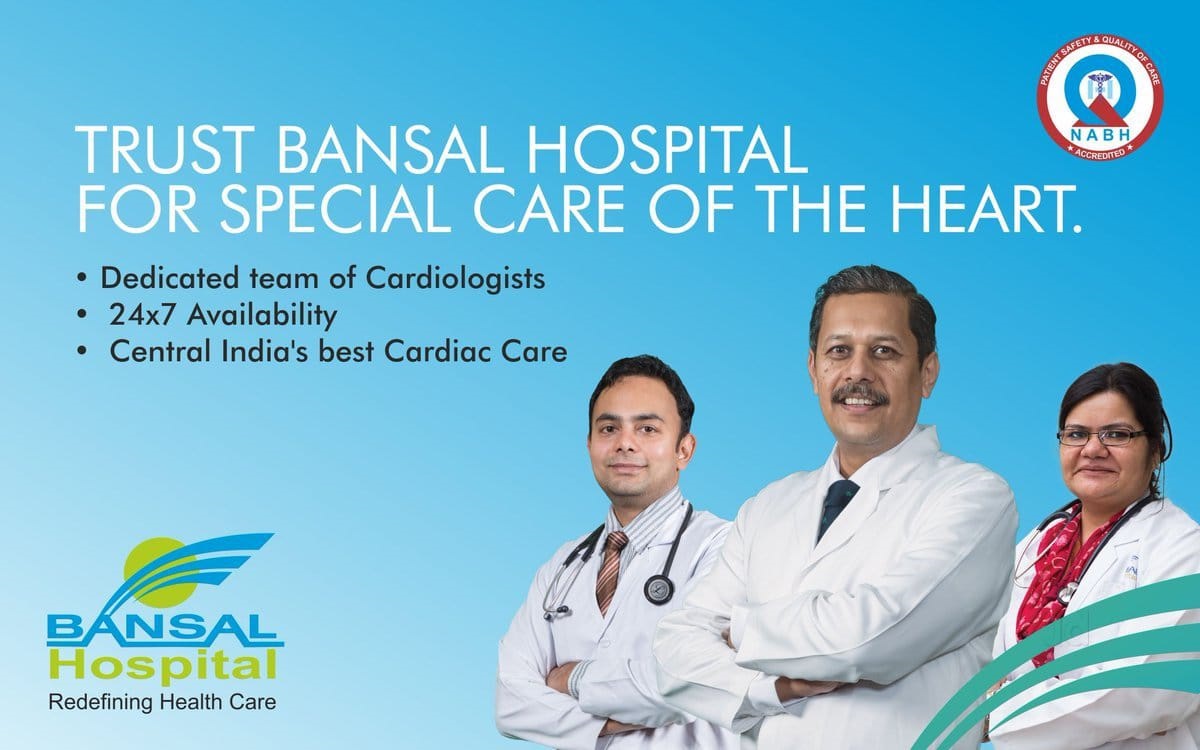 PATIENT SAFETY & QUALITY OF CARE
NABH
★ ACCREDITED ★
TRUST BANSAL HOSPITAL
FOR SPECIAL CARE OF THE HEART.
• Dedicated team of Cardiologists
• 24x7 Availability
• Central India's best Cardiac Care
BANSAL
Hospital
Redefining Health Care